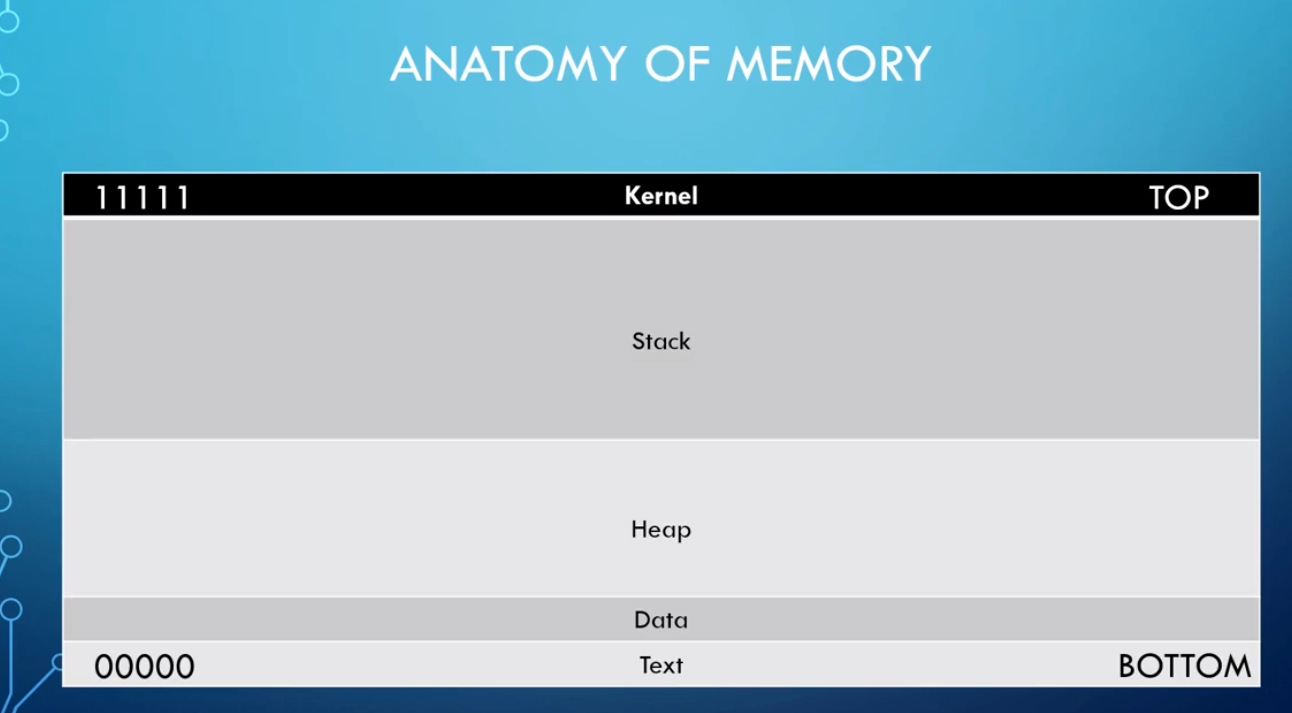 ANATOMY OF MEMORY
11111 Kernel TOP
Stack
Heap
Data
00000 Text BOTTOM